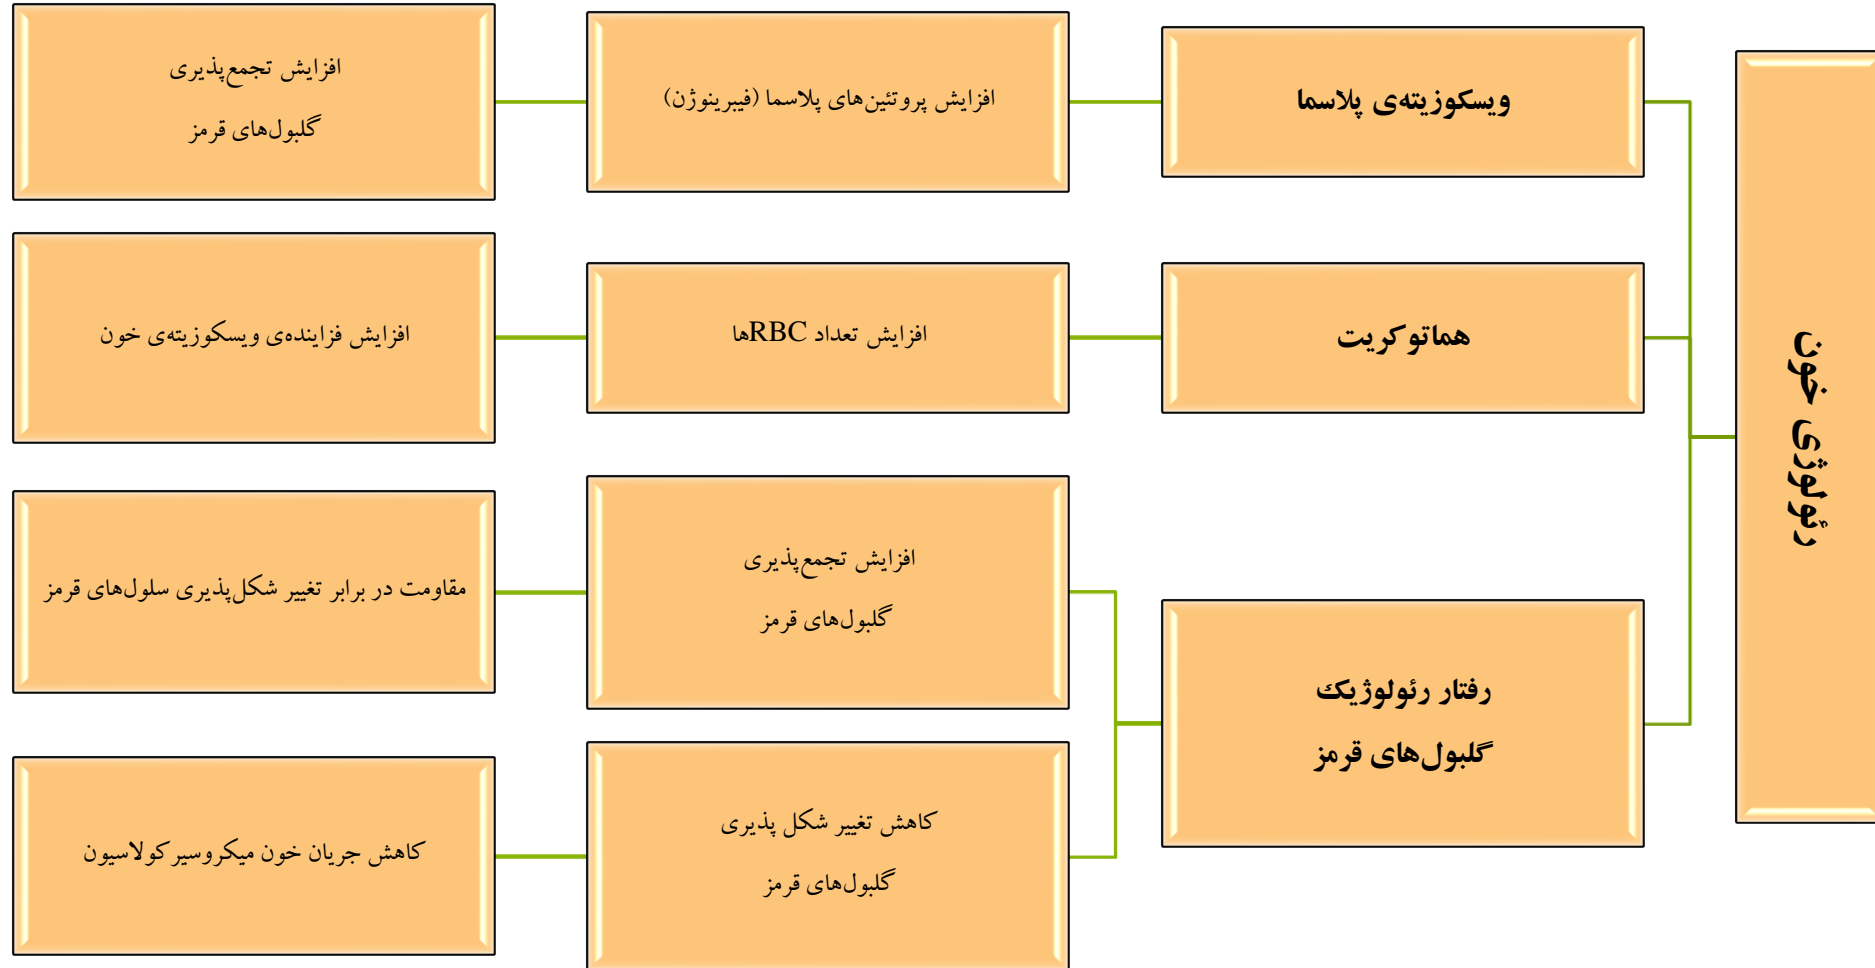 رئولوژی خون
ویسکوزیته‌ی پلاسما
افزایش پروتئین‌های پلاسما (فیبرینوژن)
افزایش تجمع‌پذیری
گلبول‌های قرمز
هماتوکریت
افزایش تعداد RBCها
افزایش فزاینده‌ی ویسکوزیته‌ی خون
رفتار رئولوژیک
گلبول‌های قرمز
افزایش تجمع‌پذیری
گلبول‌های قرمز
مقاومت در برابر تغییر شکل‌پذیری سلول‌های قرمز
کاهش تغییر شکل پذیری
گلبول‌های قرمز
کاهش جریان خون میکروسیرکولاسیون